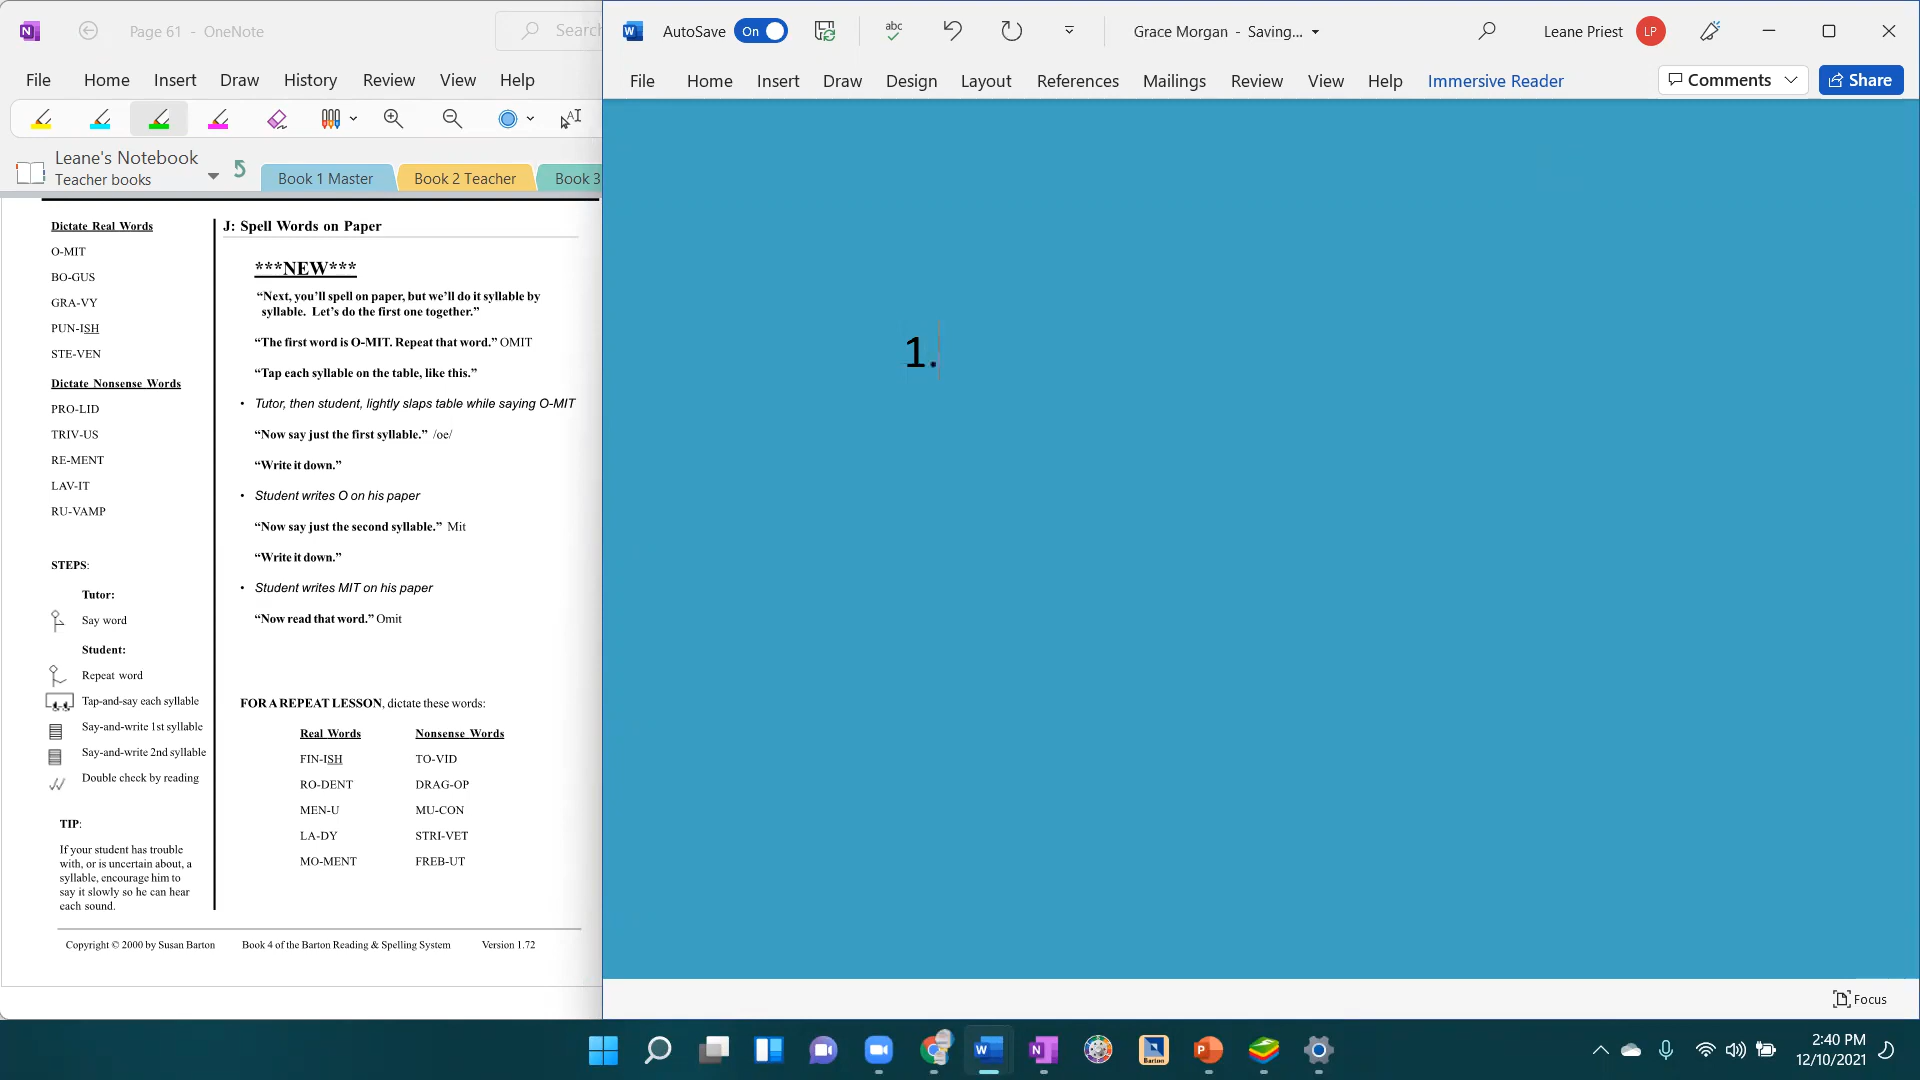 Page 61 - OneNote
Search
File Home Insert Draw History Review View Help
Leane's Notebook
Teacher books
Book 1 Master
Book 2 Teacher
Book 3
Dictate Real Words
O-MIT
BO-GUS
GRA-VY
PUN-ISH
STE-VEN
Dictate Nonsense Words
PRO-LID
TRIV-US
RE-MENT
LAV-IT
RU-VAMP
STEPS:
Tutor:
Say word
Student:
Repeat word
Tap-and-say each syllable
Say-and-write 1st syllable
Say-and-write 2nd syllable
Double check by reading
TIP:
If your student has trouble
with, or is uncertain about, a
syllable, encourage him to
say it slowly so he can hear
each sound.
J: Spell Words on Paper
***NEW***
“Next, you’ll spell on paper, but we’ll do it syllable by
syllable. Let’s do the first one together.”
“The first word is O-MIT. Repeat that word.” OMIT
“Tap each syllable on the table, like this.”
• Tutor, then student, lightly slaps table while saying O-MIT
“Now say just the first syllable.” /oe/
“Write it down.”
• Student writes O on his paper
“Now say just the second syllable.” Mit
“Write it down.”
• Student writes MIT on his paper
“Now read that word.” Omit
FOR A REPEAT LESSON, dictate these words:
Real Words Nonsense Words
FIN-ISH TO-VID
RO-DENT DRAG-OP
MEN-U MU-CON
LA-DY STRI-VET
MO-MENT FREB-UT
Copyright © 2000 by Susan Barton Book 4 of the Barton Reading & Spelling System Version 1.72
AutoSave On
abc
Grace Morgan - Saving...
Leane Priest LP
File Home Insert Draw Design Layout References Mailings Review View Help Immersive Reader
Comments
Share
1.
Focus
Barton
2:40 PM
12/10/2021